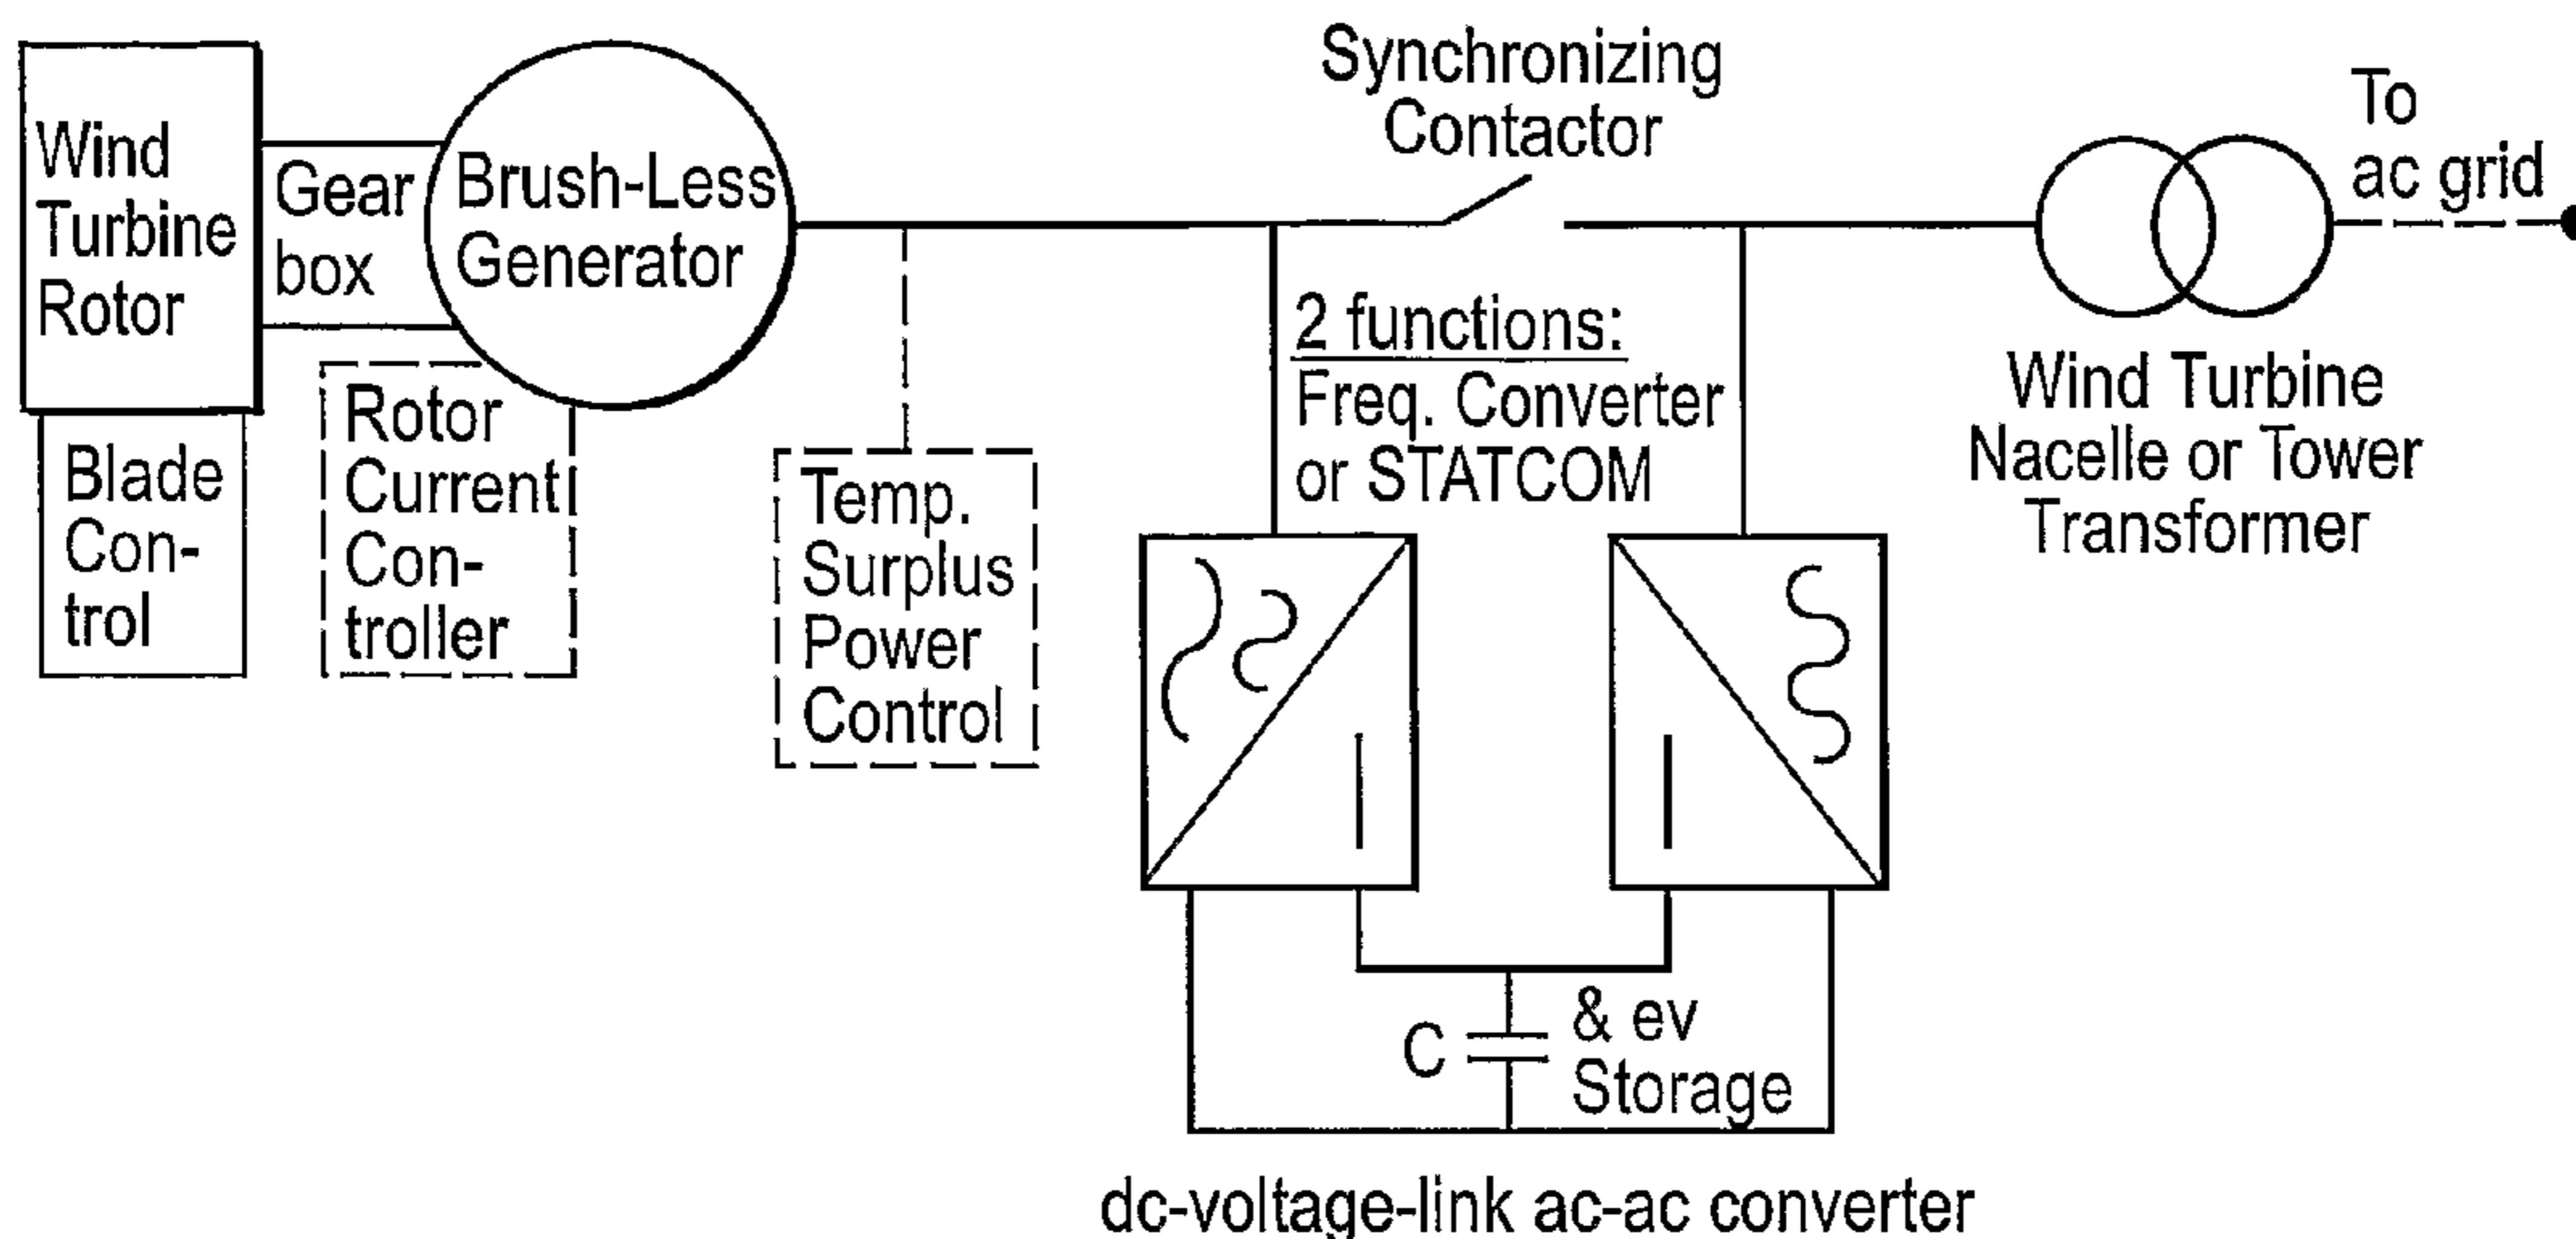 Wind
Turbine
Rotor
Gear
box
Brush-Less
Generator
Blade
Con-
trol
Rotor
Current
Con-
troller
Temp.
Surplus
Power
Control
Synchronizing
Contactor
2 functions:
Freq. Converter
or STATCOM
To
ac grid
Wind Turbine
Nacelle or Tower
Transformer
C
& ev
Storage
dc-voltage-link ac-ac converter